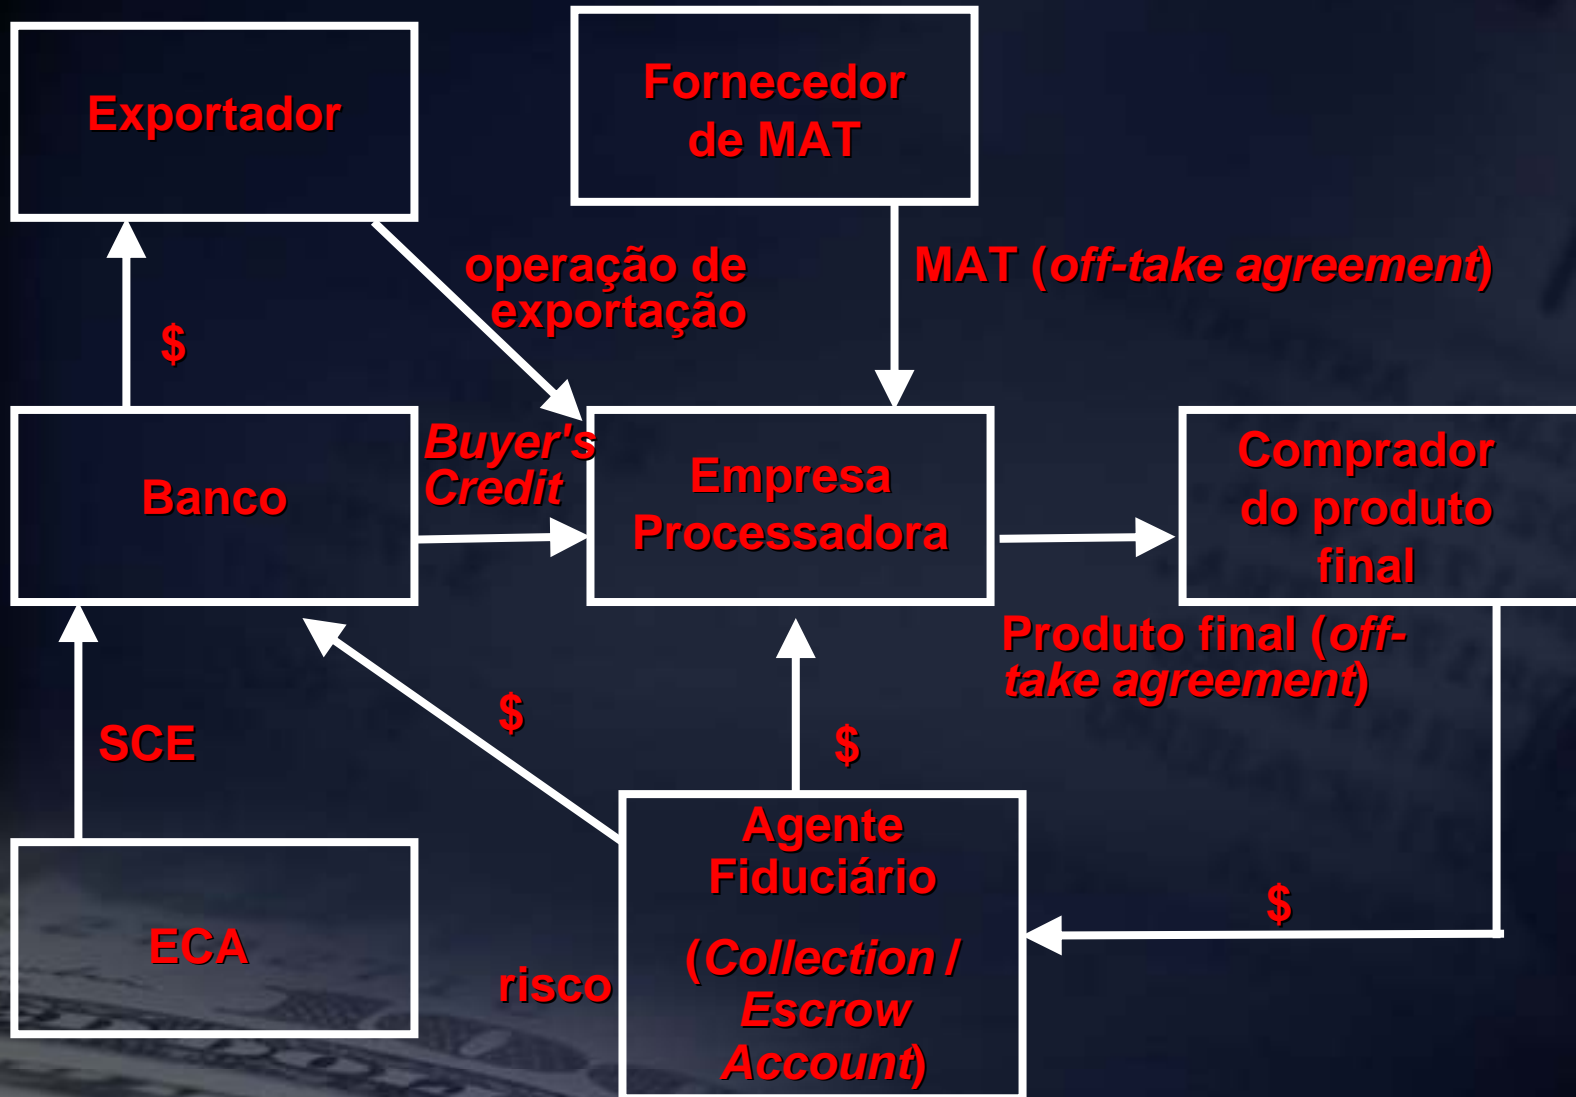 Exportador
Fornecedor
de MAT
operação de
exportação
MAT (off-take agreement)
$
Banco
Buyer's
Credit
Empresa
Processadora
Comprador
do produto
final
Produto final (off-
take agreement)
SCE
$
$
ECA
risco
Agente
Fiduciário
(Collection /
Escrow
Account)
$